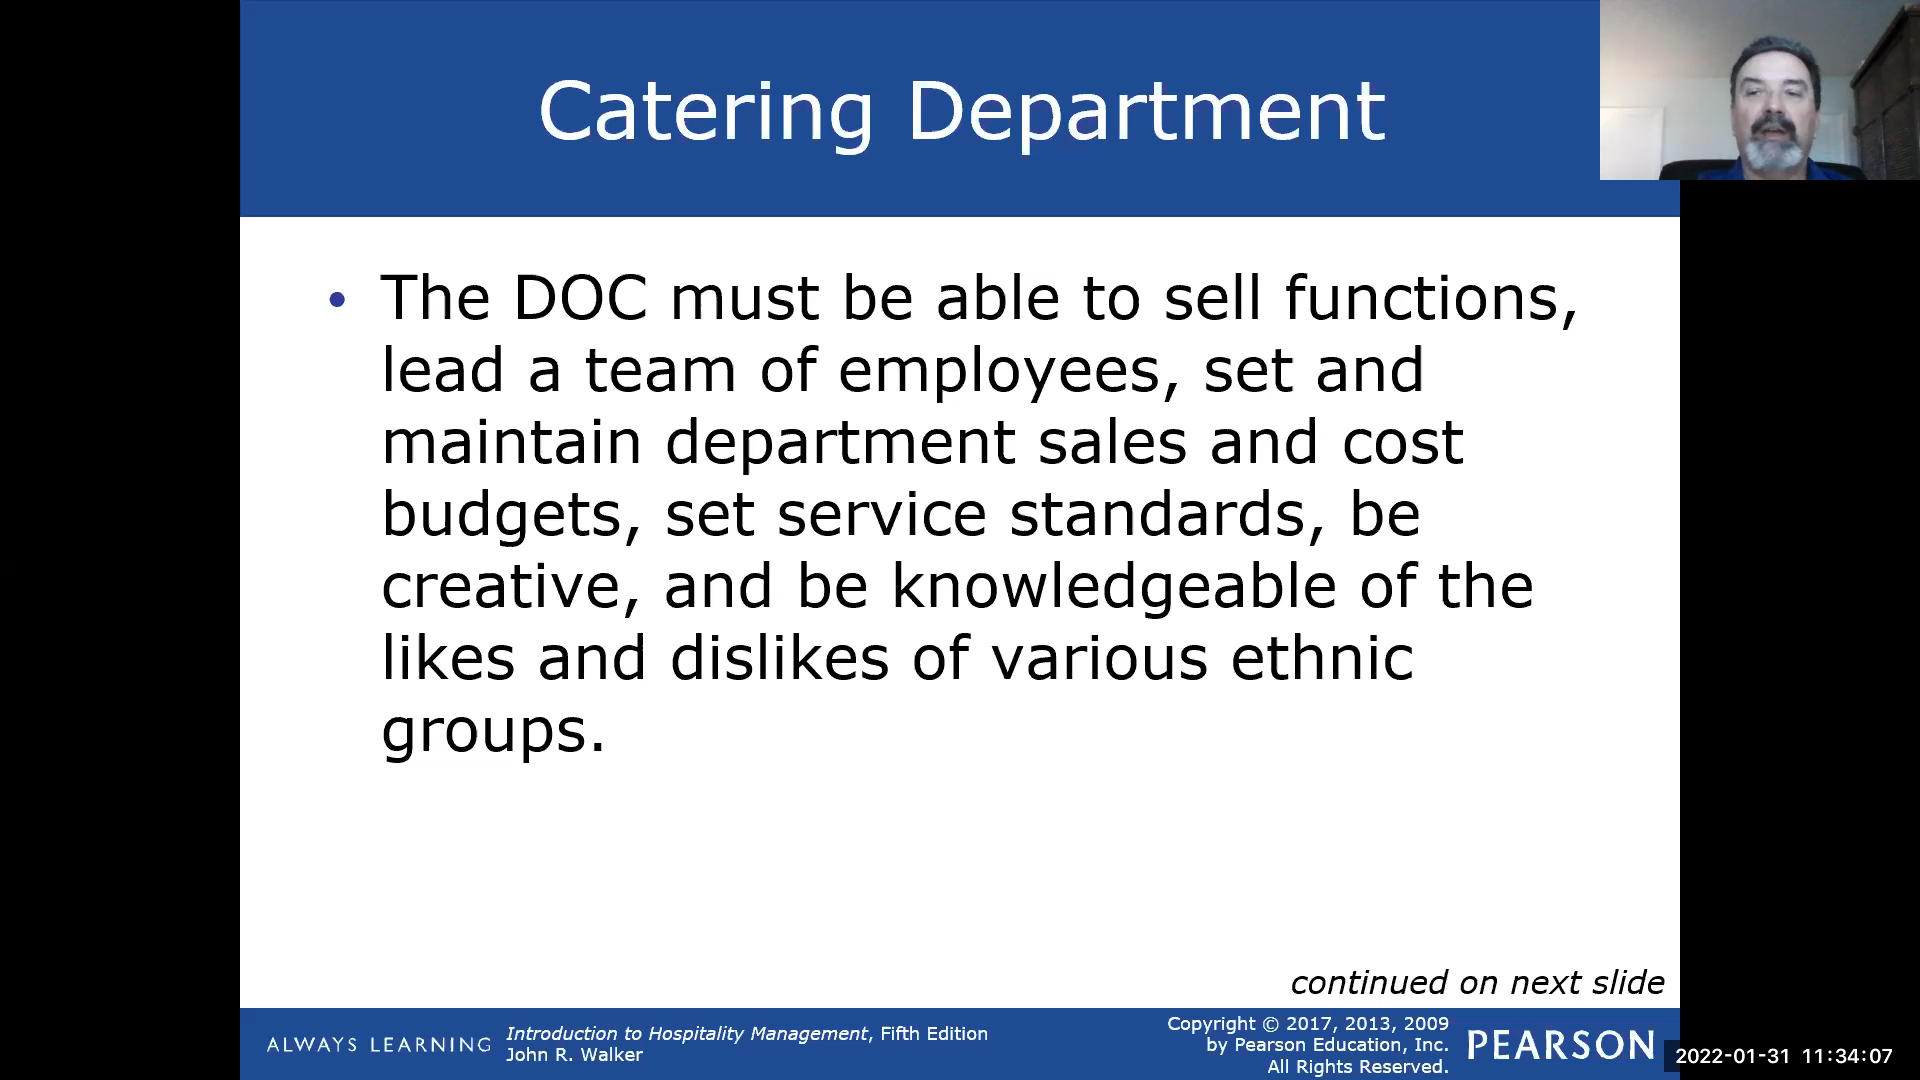 Catering Department
• The DOC must be able to sell functions,
lead a team of employees, set and
maintain department sales and cost
budgets, set service standards, be
creative, and be knowledgeable of the
likes and dislikes of various ethnic
groups.
continued on next slide
ALWAYS LEARNING
Introduction to Hospitality Management, Fifth Edition
John R. Walker
Copyright © 2017, 2013, 2009
by Pearson Education, Inc.
All Rights Reserved.
PEARSON
2022-01-31 11:34:07